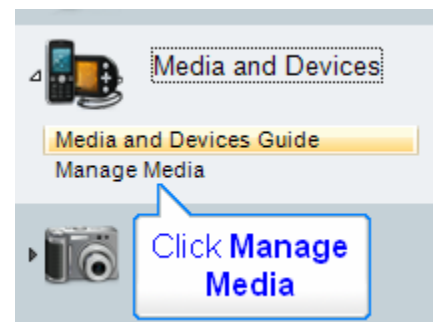 Media and Devices
Media and Devices Guide
Manage Media
Click Manage
Media